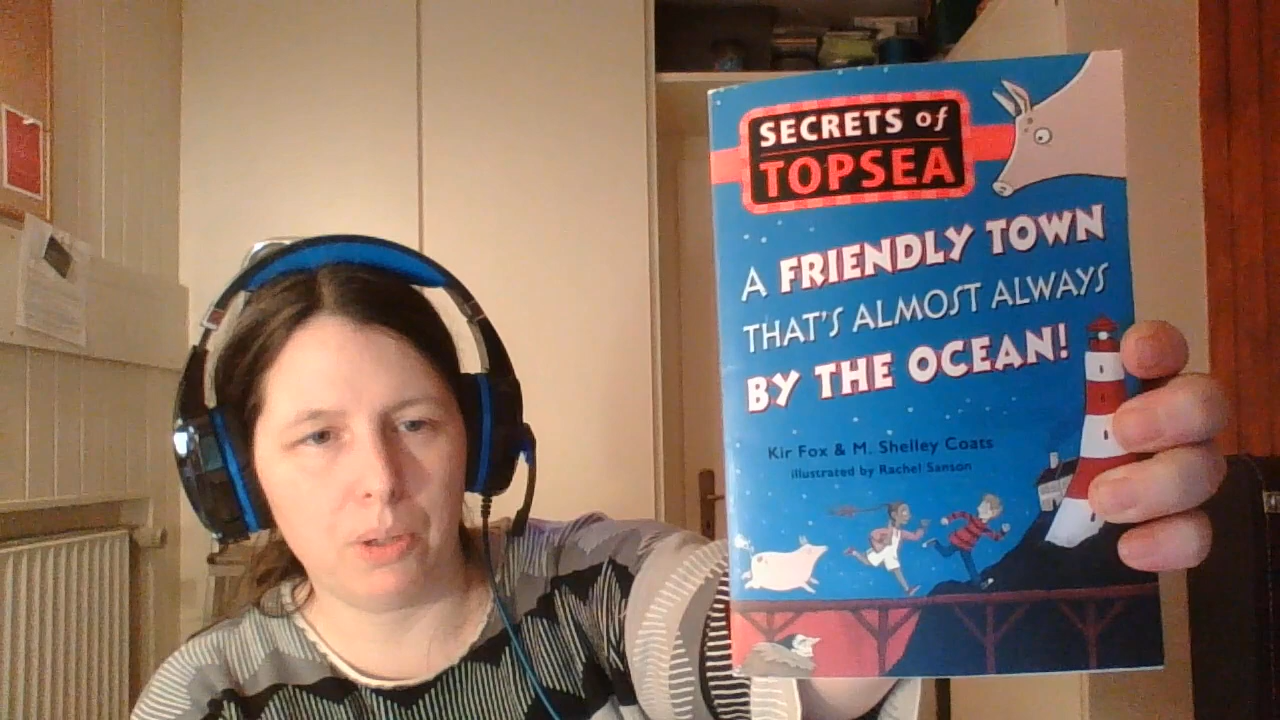 SECRETS of
TOPSEA
A FRIENDLY TOWN
THAT'S ALMOST ALWAYS
BY THE OCEAN!
Kir Fox & M. Shelley Coats
illustrated by Rachel Sanson